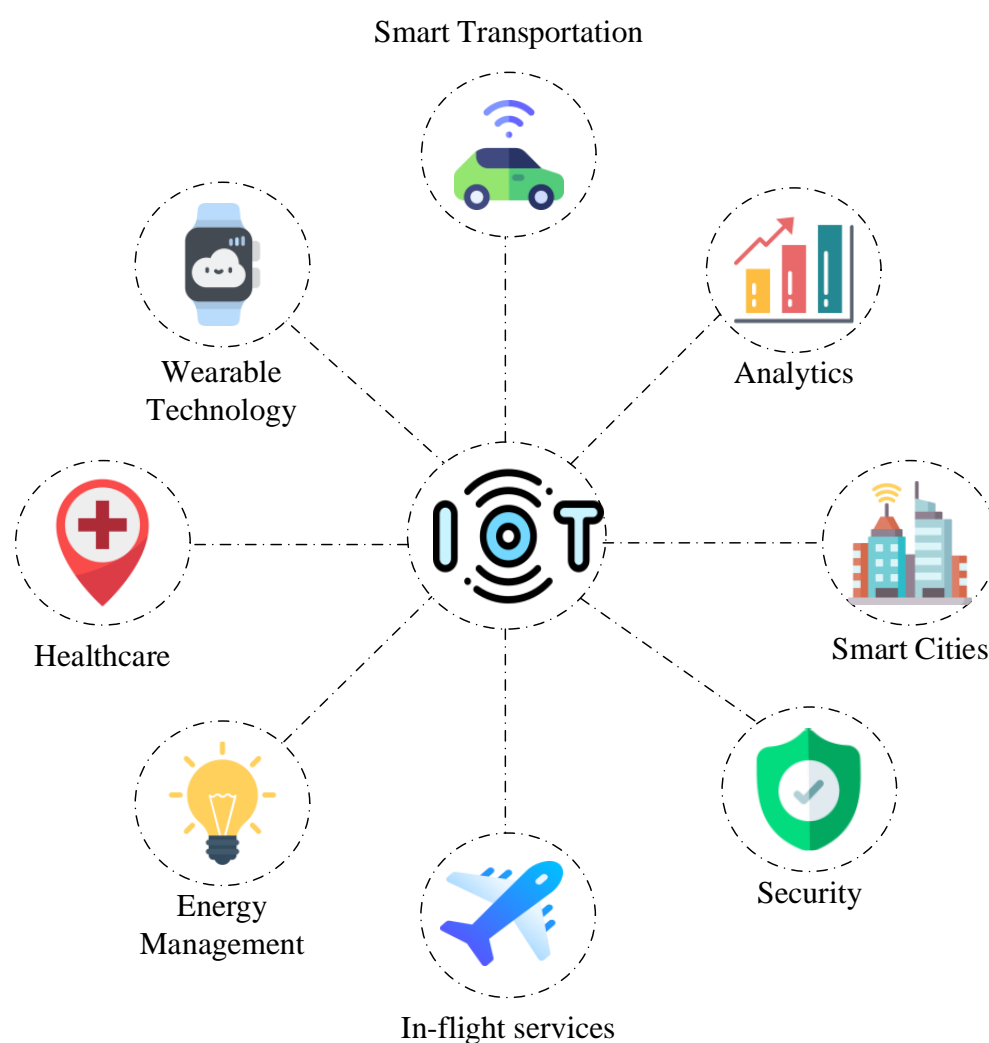 Smart Transportation
Wearable
Technology
Analytics
IOT
Healthcare
Smart Cities
Energy
Management
Security
In-flight services